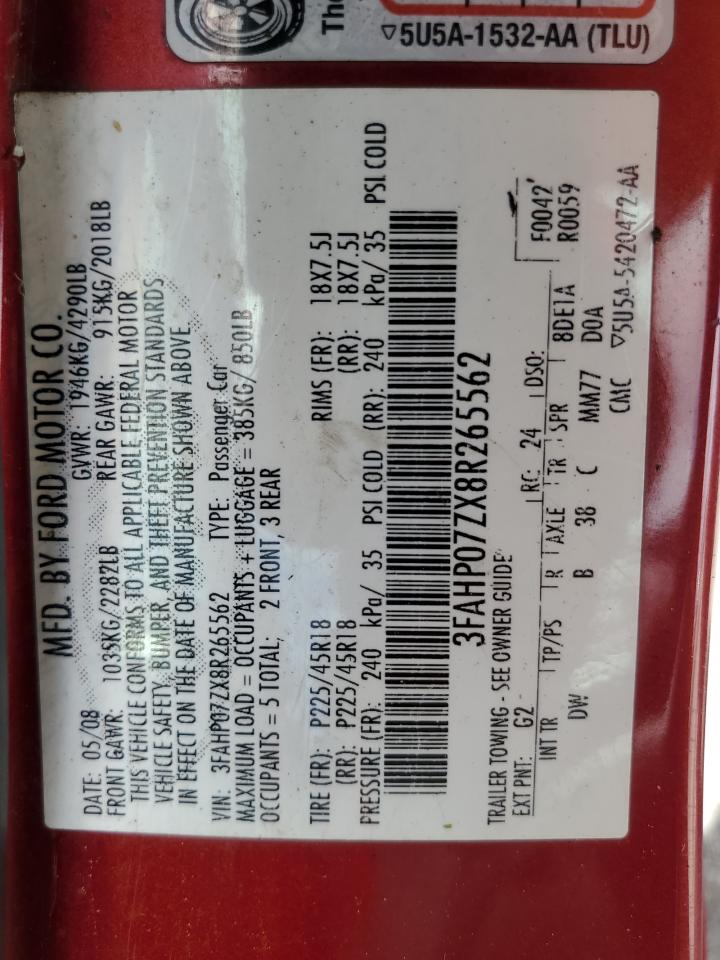 The
▽5U5A-1532-AA (TLU)
MFD. BY FORD MOTOR CO.
DATE: 05/08 GVWR: 1946KG/4290LB
FRONT GAWR: 1035KG/2282LB REAR GAWR: 915KG/2018LB
THIS VEHICLE CONFORMS TO ALL APPLICABLE FEDERAL MOTOR
VEHICLE SAFETY, BUMPER, AND THEFT PREVENTION STANDARDS
IN EFFECT ON THE DATE OF MANUFACTURE SHOWN ABOVE
VIN: 3FAHP07ZX8R265562 TYPE: Passenger Car
MAXIMUM LOAD = OCCUPANTS + LUGGAGE = 385KG/ 850LB
OCCUPANTS = 5 TOTAL; 2 FRONT, 3 REAR
TIRE (FR): P225/45R18 RIMS (FR): 18X7.5J
(RR): P225/45R18 (RR): 18X7.5J
PRESSURE (FR): 240 kPa/ 35 PSI COLD (RR): 240 kPa/ 35 PSI COLD
3FAHP07ZX8R265562
TRAILER TOWING - SEE OWNER GUIDE
EXT PNT: G2 RC: 24 DSO: F0042
R0059
INT TR TP/PS R AXLE TR SPR 8DE1A
DW B 38 C MM77 D0A
CMC ▽5U5A-5420472-AA